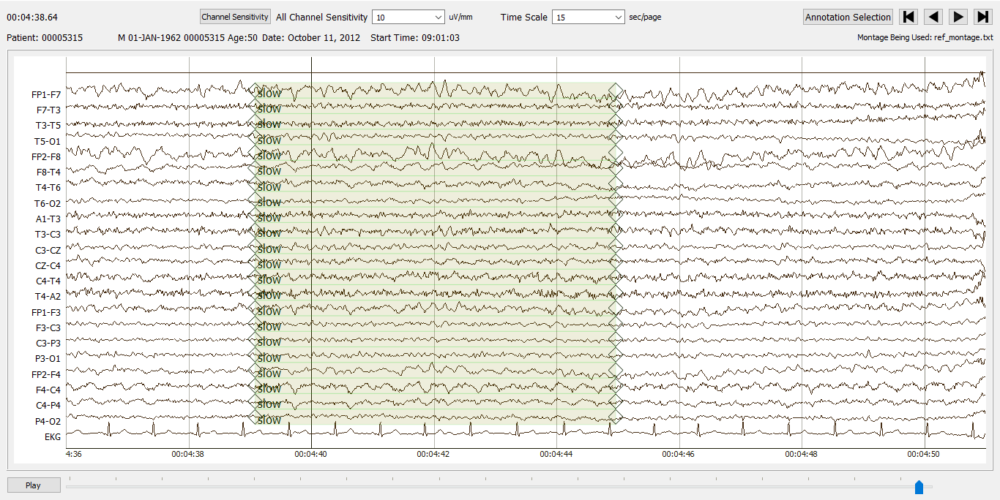 00:04:38.64 Channel Sensitivity All Channel Sensitivity 10 uV/mm Time Scale 15 sec/page Annotation Selection
Patient: 00005315 M 01-JAN-1962 00005315 Age:50 Date: October 11, 2012 Start Time: 09:01:03 Montage Being Used: ref_montage.txt
FP1-F7 slow
F7-T3 slow
T3-T5 slow
T5-O1 slow
FP2-F8 slow
F8-T4 slow
T4-T6 slow
T6-O2 slow
A1-T3 slow
T3-C3 slow
C3-CZ slow
CZ-C4 slow
C4-T4 slow
T4-A2 slow
FP1-F3 slow
F3-C3 slow
C3-P3 slow
P3-O1 slow
FP2-F4 slow
F4-C4 slow
C4-P4 slow
P4-O2 slow
EKG
4:36 00:04:38 00:04:40 00:04:42 00:04:44 00:04:46 00:04:48 00:04:50
Play